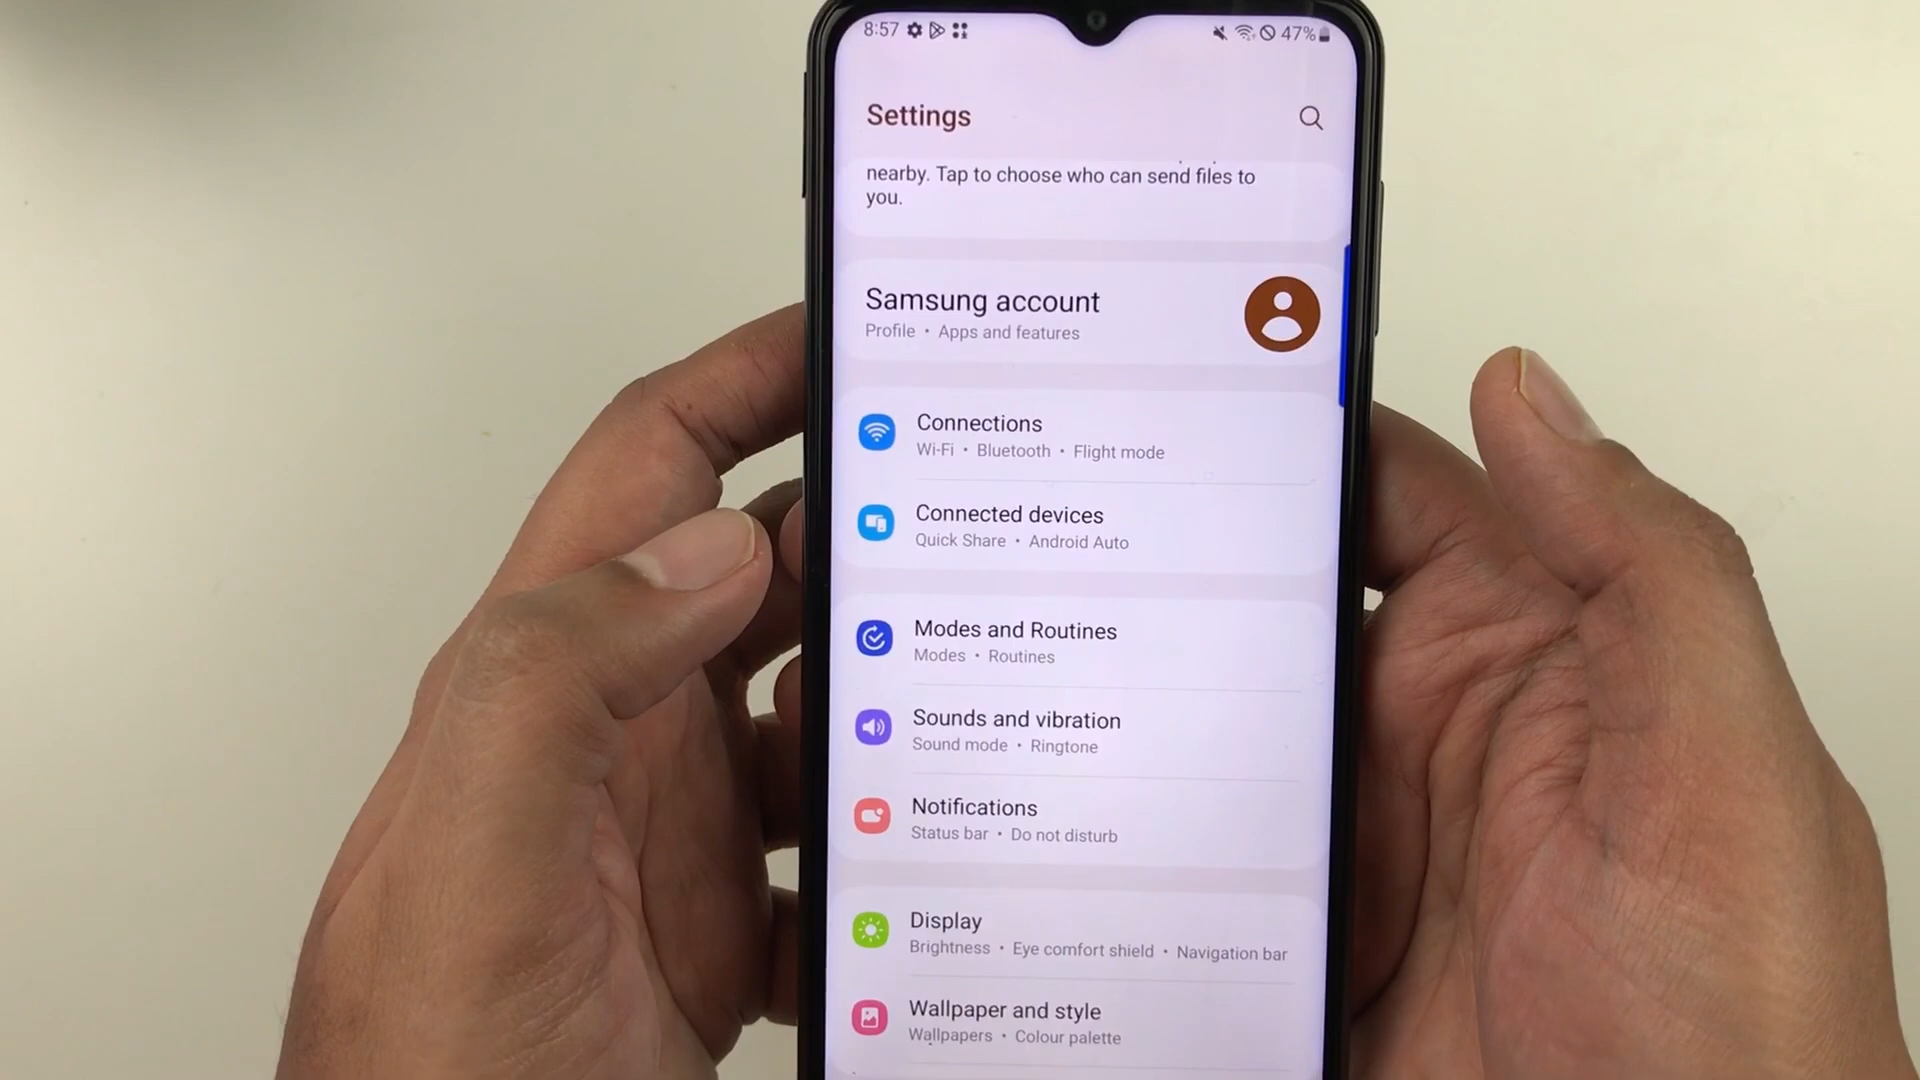 8:57 47%
Settings
nearby. Tap to choose who can send files to
you.
Samsung account
Profile • Apps and features
Connections
Wi-Fi • Bluetooth • Flight mode
Connected devices
Quick Share • Android Auto
Modes and Routines
Modes • Routines
Sounds and vibration
Sound mode • Ringtone
Notifications
Status bar • Do not disturb
Display
Brightness • Eye comfort shield • Navigation bar
Wallpaper and style
Wallpapers • Colour palette